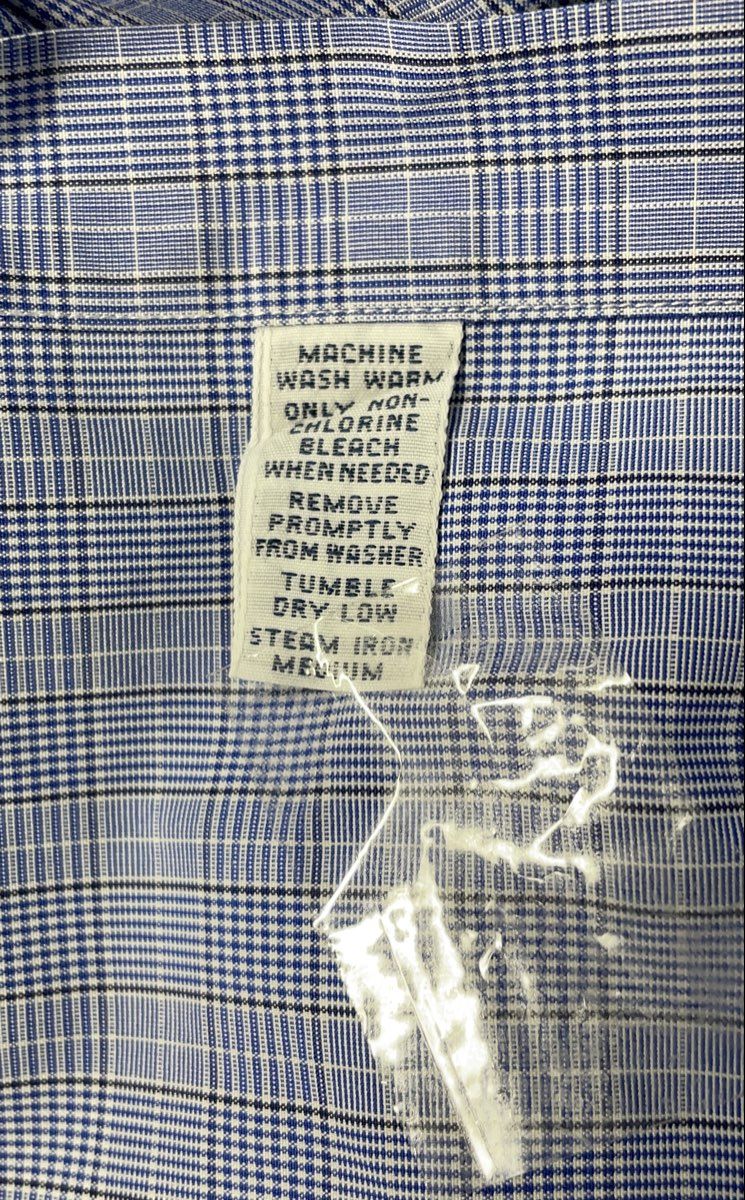 MACHINE
WASH WARM
ONLY NON-
CHLORINE
BLEACH
WHEN NEEDED
REMOVE
PROMPTLY
FROM WASHER
TUMBLE
DRY LOW
STEAM IRON
MEDIUM